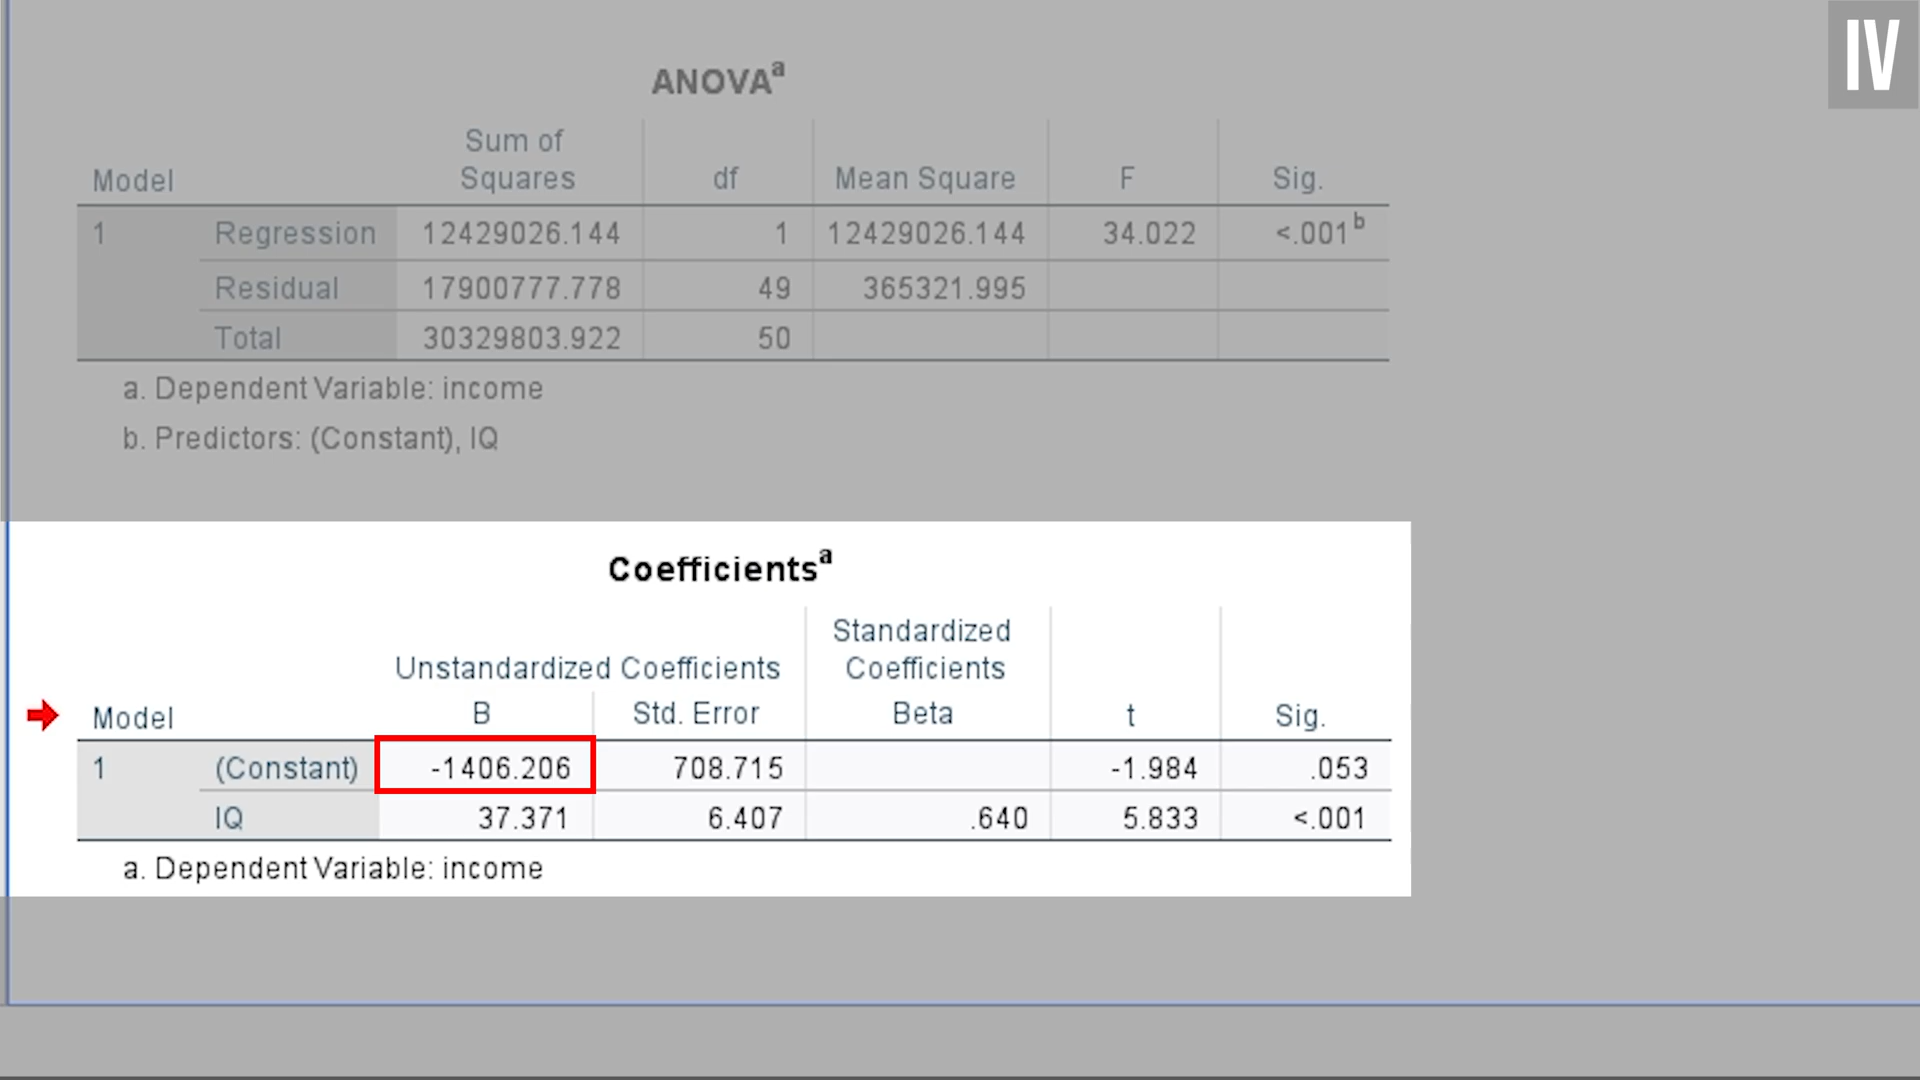 IV
ANOVAa
Model Sum of Squares df Mean Square F Sig.
1 Regression 12429026.144 1 12429026.144 34.022 <.001b
Residual 17900777.778 49 365321.995
Total 30329803.922 50
a. Dependent Variable: income
b. Predictors: (Constant), IQ
Coefficientsa
Unstandardized Coefficients Standardized Coefficients
Model B Std. Error Beta t Sig.
1 (Constant) -1406.206 708.715 -1.984 .053
IQ 37.371 6.407 .640 5.833 <.001
a. Dependent Variable: income